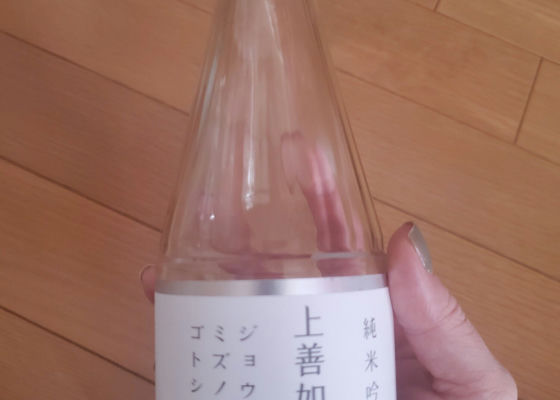 純米吟
上善如
ジョウ
ミズノ
ゴトシ